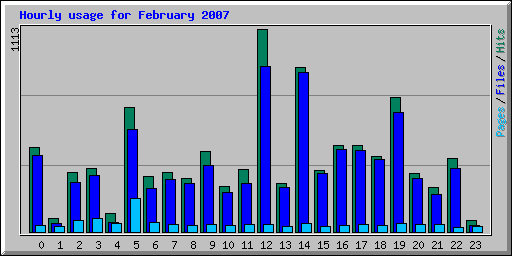 Hourly usage for February 2007
1113
Pages / Files / Hits
0 1 2 3 4 5 6 7 8 9 10 11 12 13 14 15 16 17 18 19 20 21 22 23